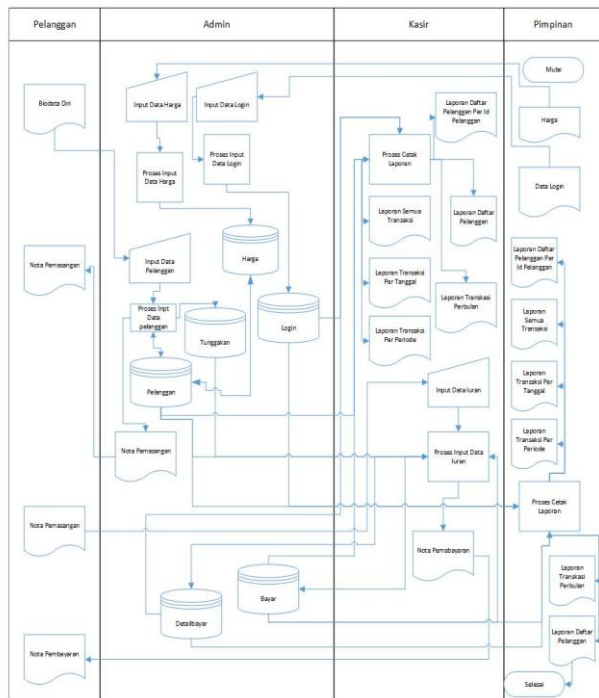 Pelanggan
Admin
Kasir
Pimpinan
Mulai
Biodata Diri
Input Data Harga
Input Data Login
Laporan Daftar
Pelanggan Per Id
Pelanggan
Harga
Proses Input
Data Harga
Proses Input
Data Login
Proses Cetak
Laporan
Data Login
Laporan Semua
Transaksi
Laporan Daftar
Pelanggan
Nota Pemasangan
Input Data
Pelanggan
Harga
Laporan Daftar
Pelanggan Per
Id Pelanggan
Laporan Transaksi
Per Tanggal
Laporan Transkasi
Perbulan
Proses Inpt
Data
pelanggan
Tunggakan
Login
Laporan Transaksi
Per Periode
Laporan
Semua
Transaksi
Pelanggan
Input Data Iuran
Laporan
Transaksi Per
Tanggal
Nota Pemasangan
Proses Input Data
Iuran
Laporan
Transaksi Per
Periode
Nota Pemasangan
Proses Cetak
Laporan
Nota Pemabayaran
Detailbayar
Bayar
Laporan
Transkasi
Perbulan
Nota Pembayaran
Laporan Daftar
Pelanggan
Selesai